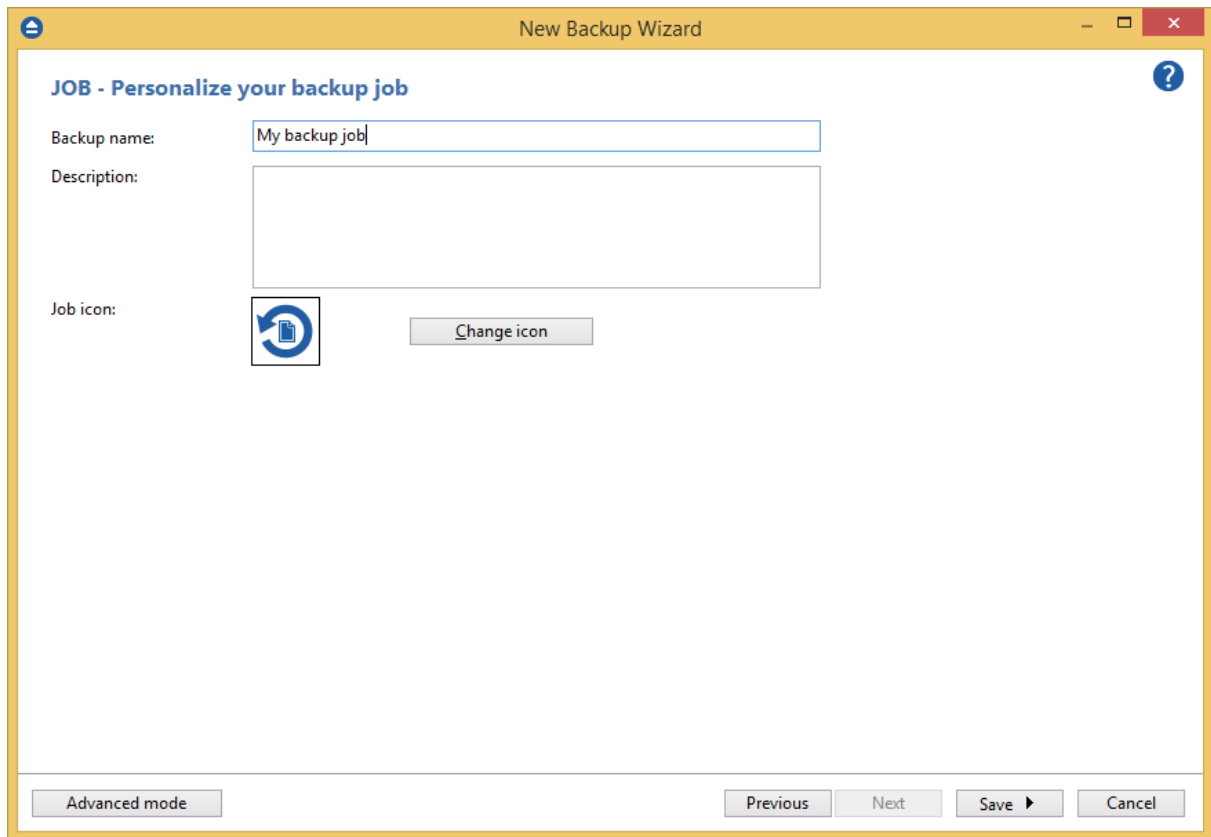 New Backup Wizard
JOB - Personalize your backup job
?
Backup name:
My backup job
Description:
Job icon:
Change icon
Advanced mode
Previous
Next
Save
Cancel